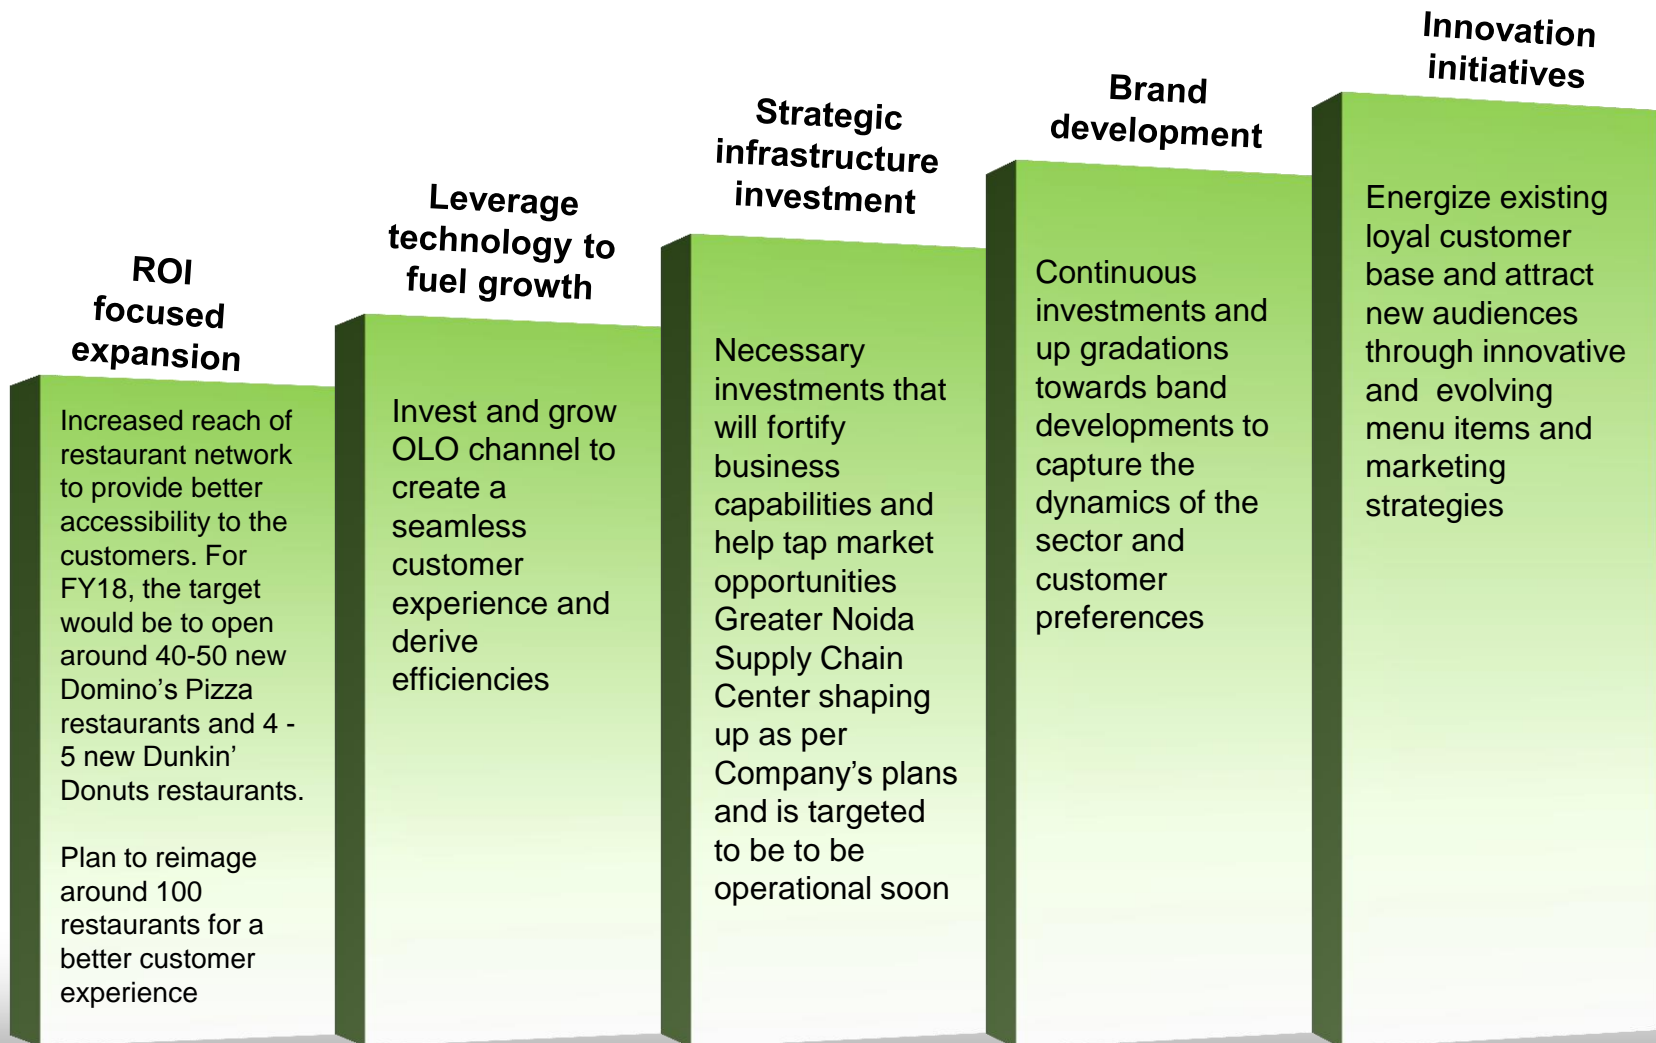 ROI
focused
expansion
Increased reach of
restaurant network
to provide better
accessibility to the
customers. For
FY18, the target
would be to open
around 40-50 new
Domino’s Pizza
restaurants and 4 -
5 new Dunkin’
Donuts restaurants.
Plan to reimage
around 100
restaurants for a
better customer
experience
Leverage
technology to
fuel growth
Invest and grow
OLO channel to
create a
seamless
customer
experience and
derive
efficiencies
Strategic
infrastructure
investment
Necessary
investments that
will fortify
business
capabilities and
help tap market
opportunities
Greater Noida
Supply Chain
Center shaping
up as per
Company’s plans
and is targeted
to be to be
operational soon
Brand
development
Continuous
investments and
up gradations
towards band
developments to
capture the
dynamics of the
sector and
customer
preferences
Innovation
initiatives
Energize existing
loyal customer
base and attract
new audiences
through innovative
and  evolving
menu items and
marketing
strategies